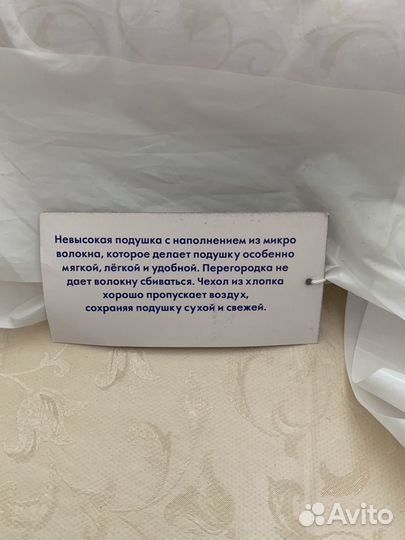 Невысокая подушка с наполнением из микро
волокна, которое делает подушку особенно
мягкой, лёгкой и удобной. Перегородка не
дает волокну сбиваться. Чехол из хлопка
хорошо пропускает воздух,
сохраняя подушку сухой и свежей.
Avito